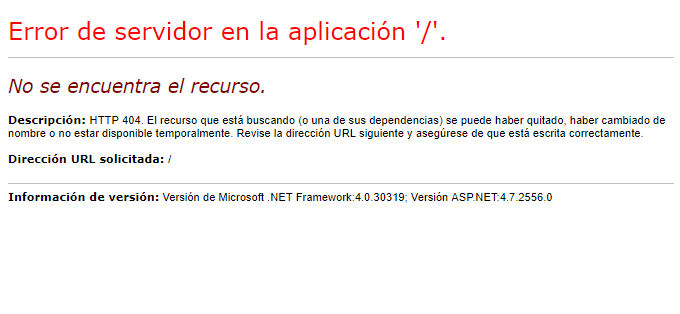 Error de servidor en la aplicación '/'.
No se encuentra el recurso.
Descripción: HTTP 404. El recurso que está buscando (o una de sus dependencias) se puede haber quitado, haber cambiado de
nombre o no estar disponible temporalmente. Revise la dirección URL siguiente y asegúrese de que está escrita correctamente.
Dirección URL solicitada: /
Información de versión: Versión de Microsoft .NET Framework:4.0.30319; Versión ASP.NET:4.7.2556.0